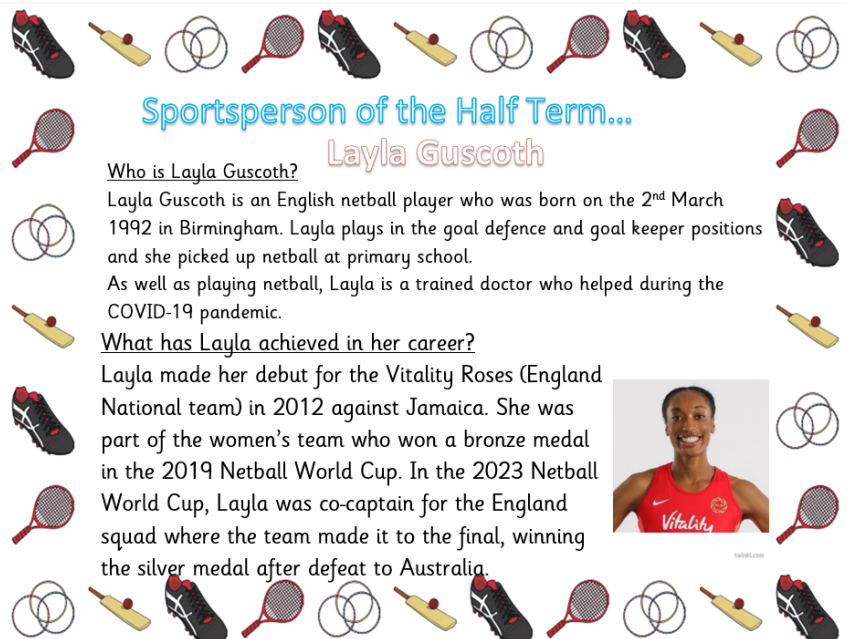 Sportsperson of the Half Term...
Layla Guscoth
Who is Layla Guscoth?
Layla Guscoth is an English netball player who was born on the 2nd March
1992 in Birmingham. Layla plays in the goal defence and goal keeper positions
and she picked up netball at primary school.
As well as playing netball, Layla is a trained doctor who helped during the
COVID-19 pandemic.
What has Layla achieved in her career?
Layla made her debut for the Vitality Roses (England
National team) in 2012 against Jamaica. She was
part of the women's team who won a bronze medal
in the 2019 Netball World Cup. In the 2023 Netball
World Cup, Layla was co-captain for the England
squad where the team made it to the final, winning
the silver medal after defeat to Australia.
Vitality
twinkl.com